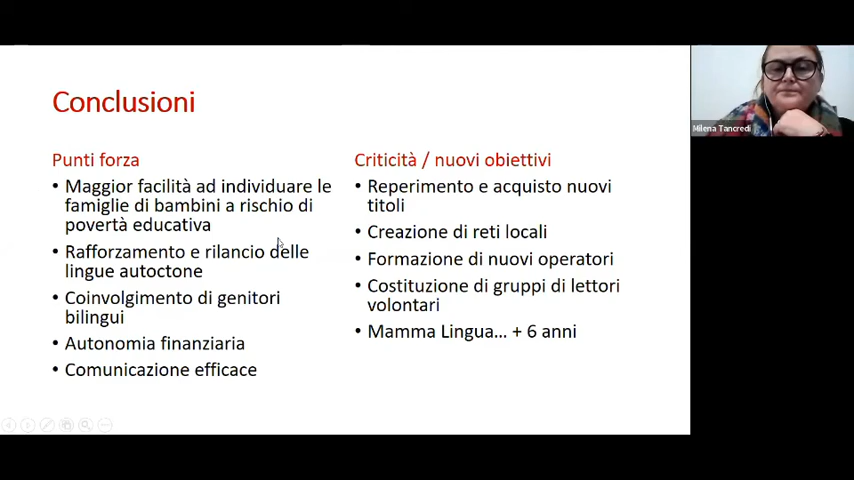 Conclusioni
Punti forza
• Maggior facilità ad individuare le
famiglie di bambini a rischio di
povertà educativa
• Rafforzamento e rilancio delle
lingue autoctone
• Coinvolgimento di genitori
bilingui
• Autonomia finanziaria
• Comunicazione efficace
Criticità / nuovi obiettivi
• Reperimento e acquisto nuovi
titoli
• Creazione di reti locali
• Formazione di nuovi operatori
• Costituzione di gruppi di lettori
volontari
• Mamma Lingua... + 6 anni
Milena Tancredi